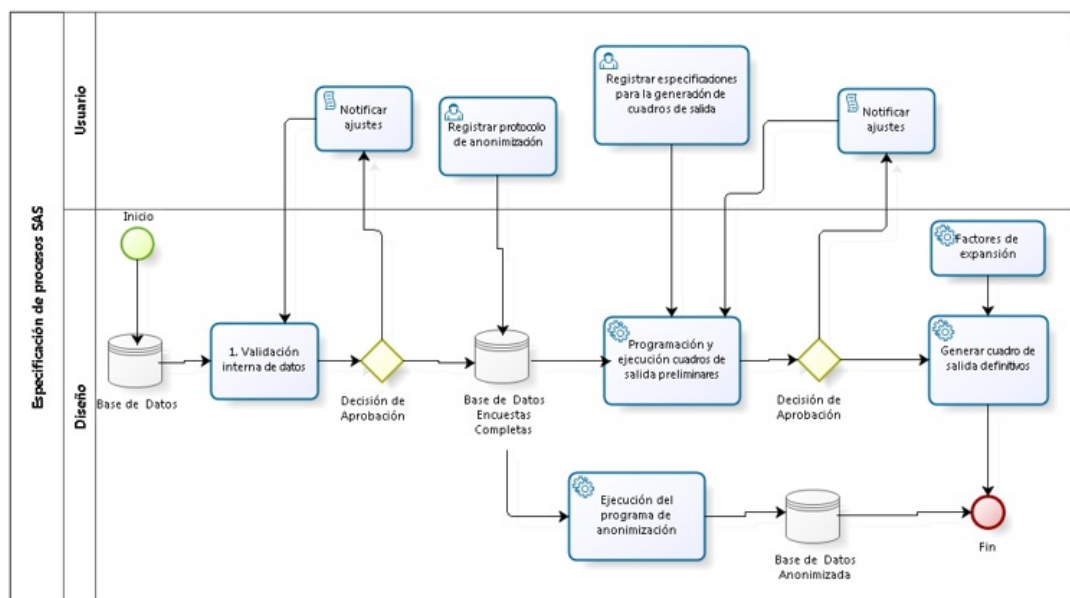 Especificación de procesos SAS
Usuario
Notificar
ajustes
Registrar protocolo
de anonimización
Registrar especificaciones
para la generación de
cuadros de salida
Notificar
ajustes
Diseño
Inicio
Base de Datos
1. Validación
interna de datos
Decisión de
Aprobación
Base de Datos
Encuestas
Completas
Programación y
ejecución cuadros de
salida preliminares
Decisión de
Aprobación
Factores de
expansión
Generar cuadro de
salida definitivos
Ejecución del
programa de
anonimización
Base de Datos
Anonimizada
Fin